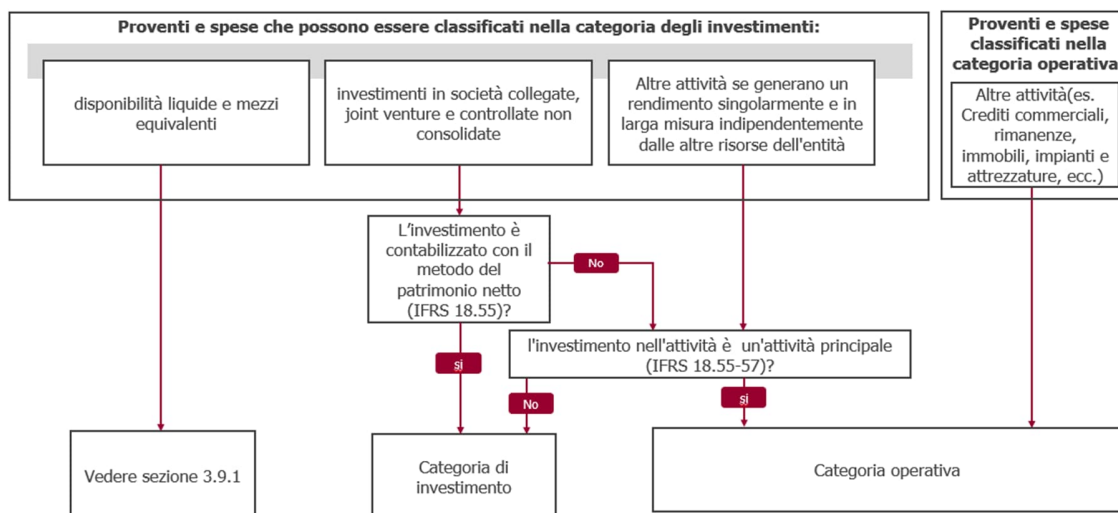 Proventi e spese che possono essere classificati nella categoria degli investimenti:
disponibilità liquide e mezzi
equivalenti
investimenti in società collegate,
joint venture e controllate non
consolidate
Altre attività se generano un
rendimento singolarmente e in
larga misura indipendentemente
dalle altre risorse dell'entità
Proventi e spese
classificati nella
categoria operativa
Altre attività(es.
Crediti commerciali,
rimanenze,
immobili, impianti e
attrezzature, ecc.)
L'investimento è
contabilizzato con il
metodo del
patrimonio netto
(IFRS 18.55)?
No
l'investimento nell'attività è un'attività principale
(IFRS 18.55-57)?
si
No
si
Vedere sezione 3.9.1
Categoria di
investimento
Categoria operativa